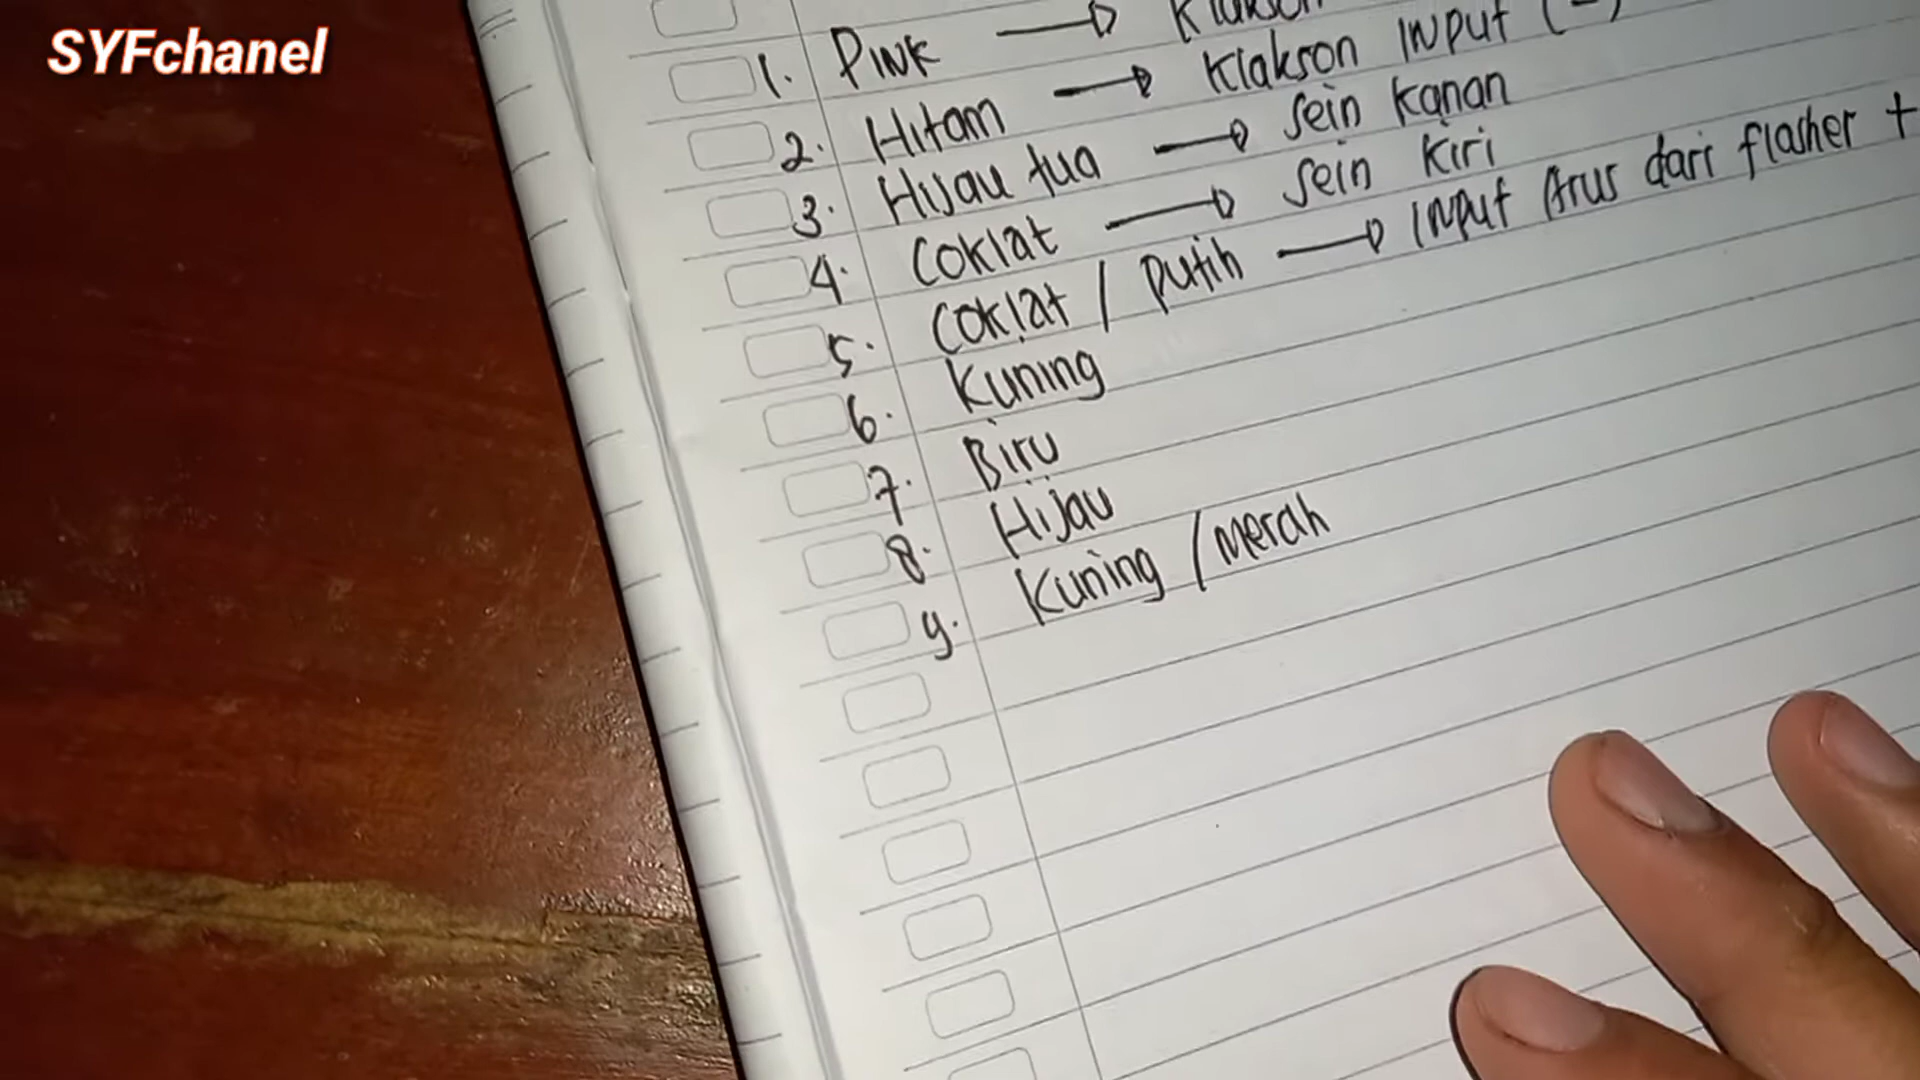 SYFchanel
1. Pink → Klakson
2. Hitam → Klakson Input (-)
3. Hijau tua → Sein Kanan
4. Coklat → Sein Kiri
5. Coklat / Putih → Input Arus dari flasher +
6. Kuning
7. Biru
8. Hijau
9. Kuning / Merah